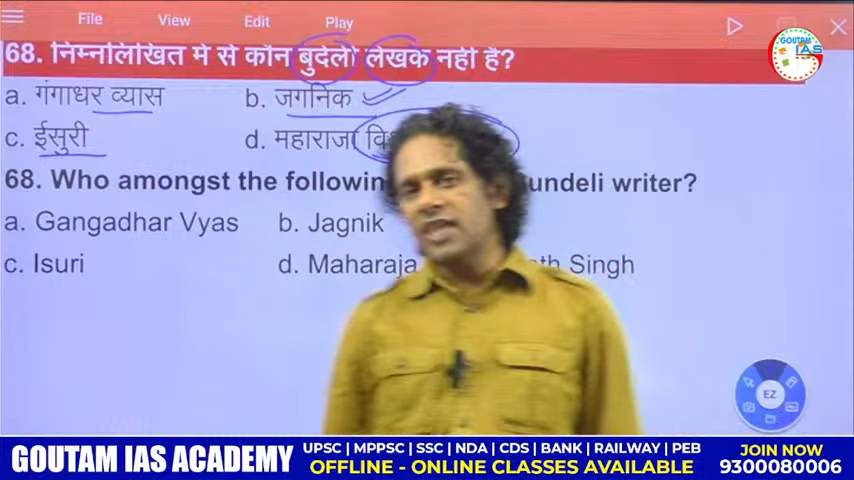 File View Edit Play
68. निम्नलिखित मे से कौन बुंदेली लेखक नही है?
GOUTAM
IAS
a. गंगाधर व्यास b. जगनिक
c. ईसुरी d. महाराजा
68. Who amongst the followin undeli writer?
a. Gangadhar Vyas b. Jagnik
c. Isuri d. Maharaja th Singh
EZ
GOUTAM IAS ACADEMY
UPSC | MPPSC | SSC | NDA | CDS | BANK | RAILWAY | PEB
OFFLINE - ONLINE CLASSES AVAILABLE
JOIN NOW
9300080006